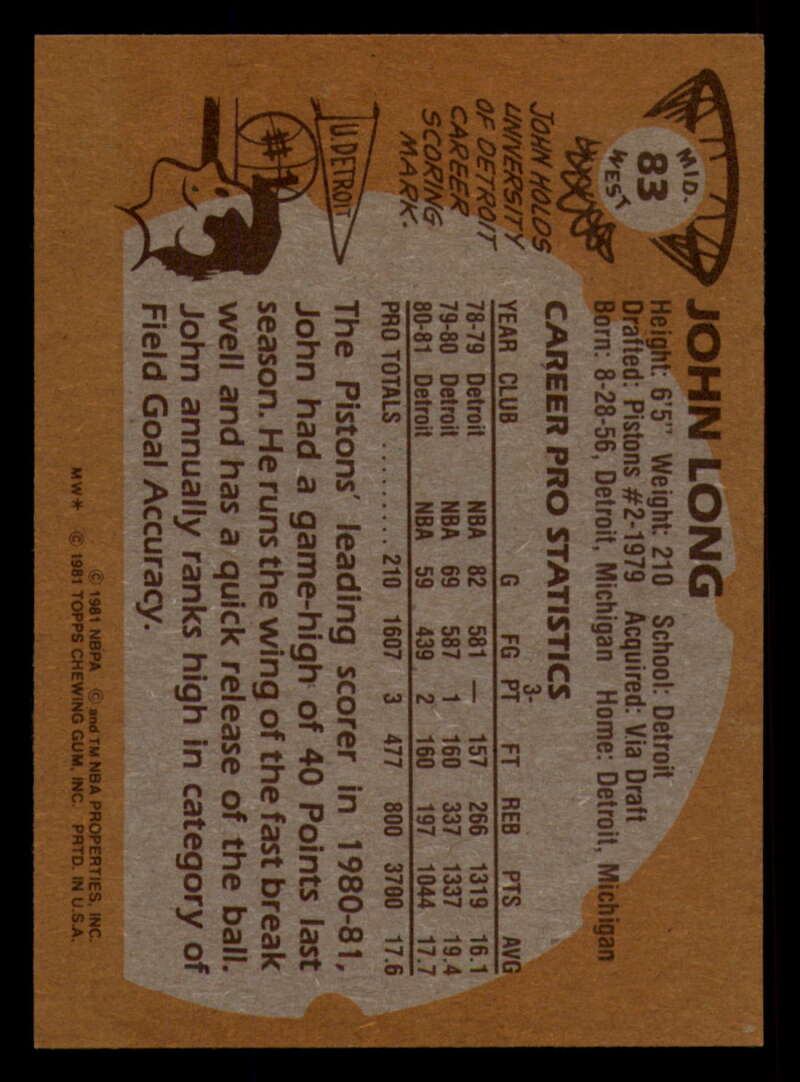 MID.
83
WEST
JOHN LONG
Height: 6'5" Weight: 210 School: Detroit
Drafted: Pistons #2-1979 Acquired: Via Draft
Born: 8-28-56, Detroit, Michigan Home: Detroit, Michigan
JOHN HOLDS
UNIVERSITY
OF DETROIT
CAREER
SCORING
MARK.
U. DETROIT
#1
CAREER PRO STATISTICS
YEAR CLUB G FG 3-PT FT REB PTS AVG
78-79 Detroit NBA 82 581 — 157 266 1319 16.1
79-80 Detroit NBA 69 587 1 160 337 1337 19.4
80-81 Detroit NBA 59 439 2 160 197 1044 17.7
PRO TOTALS .......... 210 1607 3 477 800 3700 17.6
The Pistons' leading scorer in 1980-81,
John had a game-high of 40 Points last
season. He runs the wing of the fast break
well and has a quick release of the ball.
John annually ranks high in category of
Field Goal Accuracy.
© 1981 NBPA © and TM NBA PROPERTIES, INC.
MW* © 1981 TOPPS CHEWING GUM, INC. PRTD. IN U.S.A.